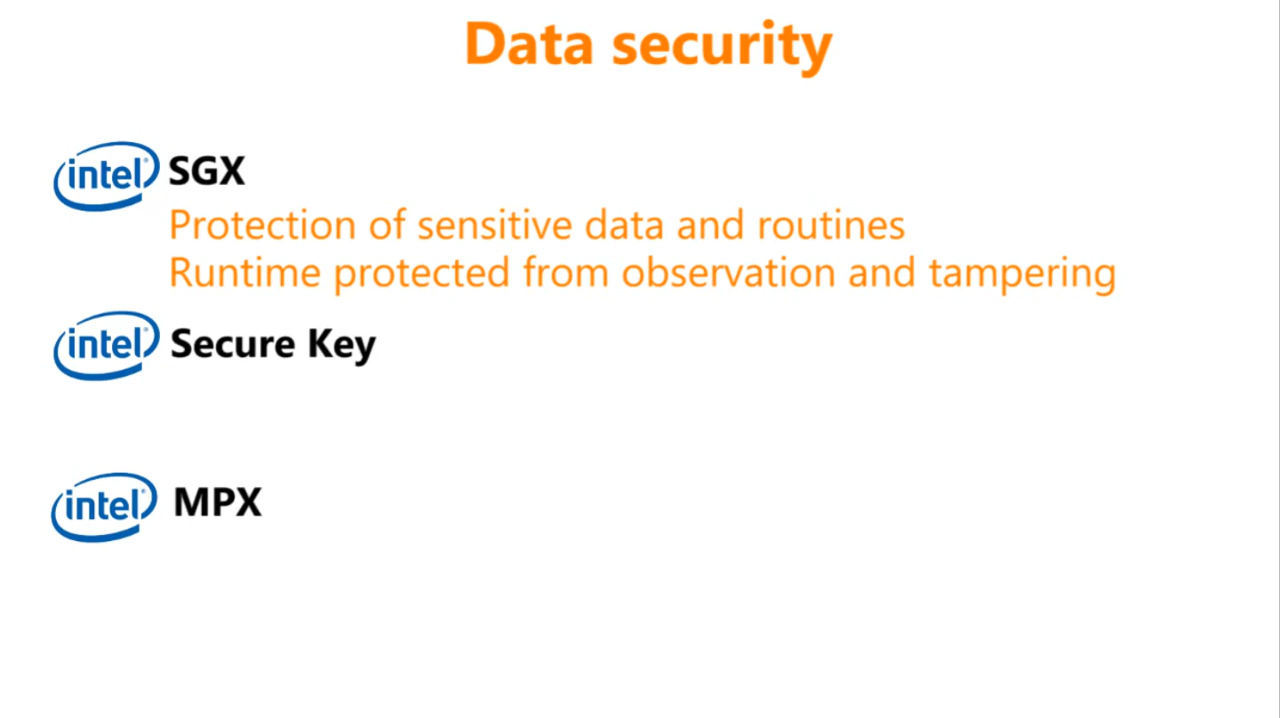 Data security
intel SGX
Protection of sensitive data and routines
Runtime protected from observation and tampering
intel Secure Key
intel MPX